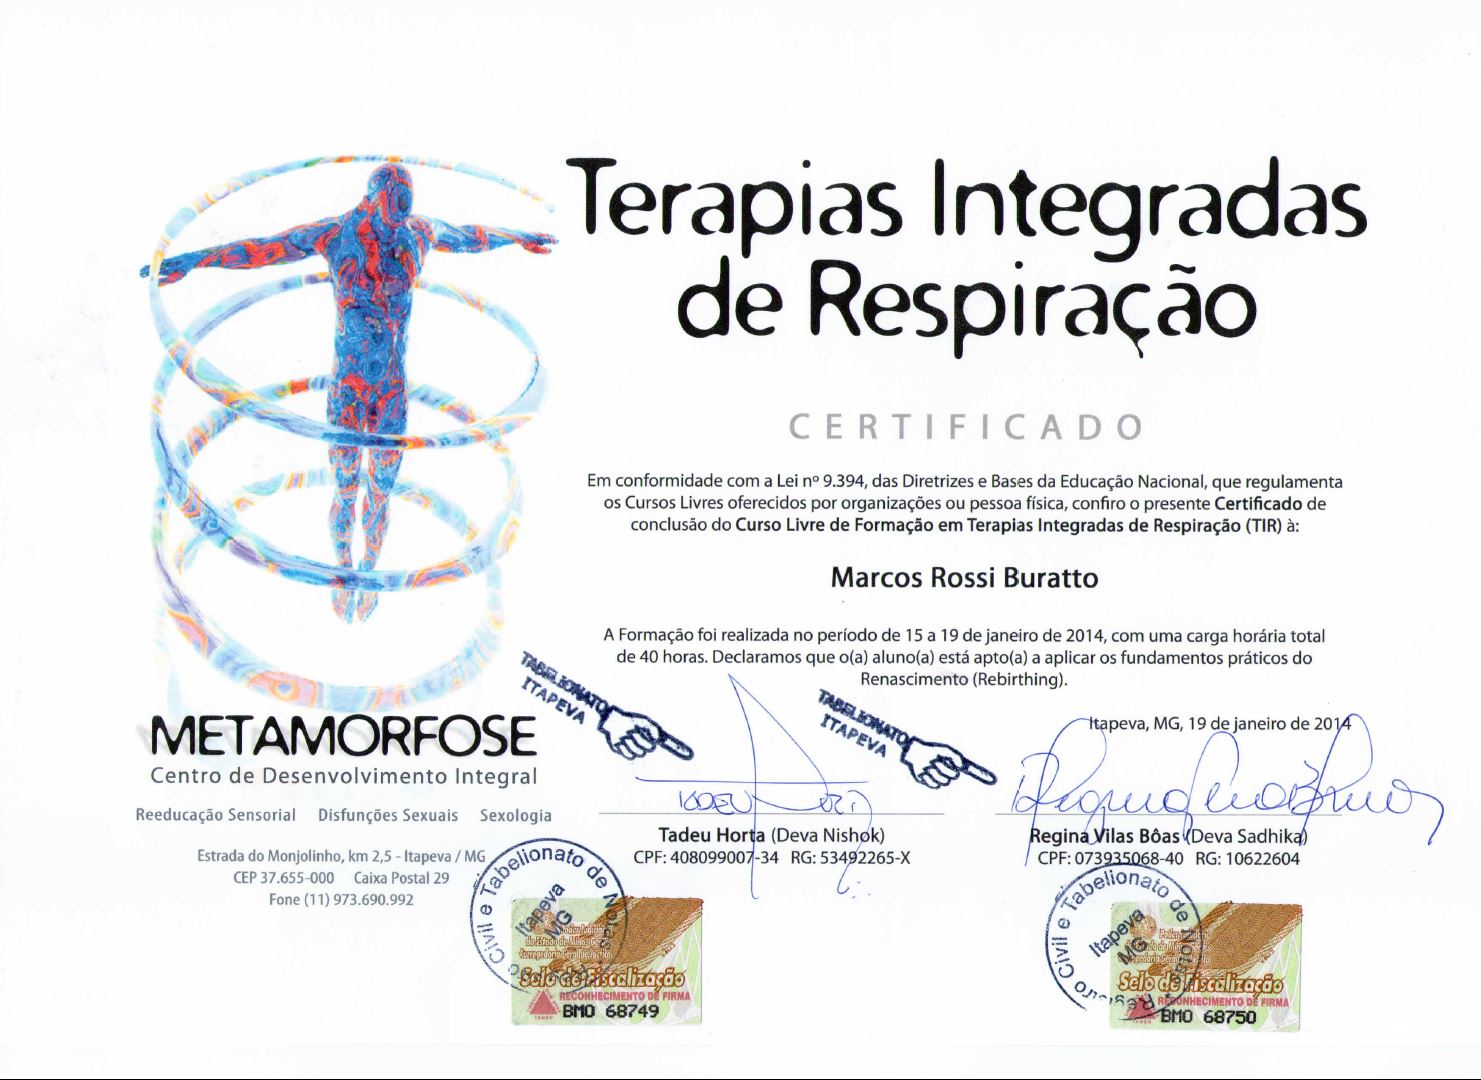 Terapias Integradas
de Respiração
CERTIFICADO
Em conformidade com a Lei nº 9.394, das Diretrizes e Bases da Educação Nacional, que regulamenta
os Cursos Livres oferecidos por organizações ou pessoa física, confiro o presente Certificado de
conclusão do Curso Livre de Formação em Terapias Integradas de Respiração (TIR) à:
Marcos Rossi Buratto
A Formação foi realizada no período de 15 a 19 de janeiro de 2014, com uma carga horária total
de 40 horas. Declaramos que o(a) aluno(a) está apto(a) a aplicar os fundamentos práticos do
Renascimento (Rebirthing).
Itapeva, MG, 19 de janeiro de 2014
TABELIONATO
ITAPEVA
TABELIONATO
ITAPEVA
Tadeu Horta (Deva Nishok)
CPF: 408099007-34 RG: 53492265-X
Regina Vilas Bôas (Deva Sadhika)
CPF: 073935068-40 RG: 10622604
METAMORFOSE
Centro de Desenvolvimento Integral
Reeducação Sensorial Disfunções Sexuais Sexologia
Estrada do Monjolinho, km 2,5 - Itapeva / MG
CEP 37.655-000 Caixa Postal 29
Fone (11) 973.690.992
Civil e Tabelionato de Notas
Itapeva
MG
Selo de Fiscalização
RECONHECIMENTO DE FIRMA
BMO 68749
Registro Civil e Tabelionato de Notas
Itapeva
MG
Selo de Fiscalização
RECONHECIMENTO DE FIRMA
BMO 68750